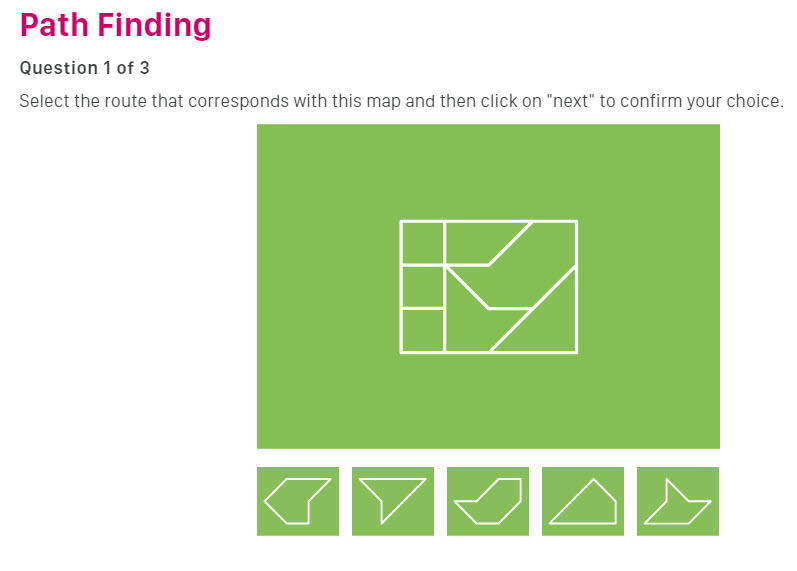 Path Finding
Question 1 of 3
Select the route that corresponds with this map and then click on "next" to confirm your choice.